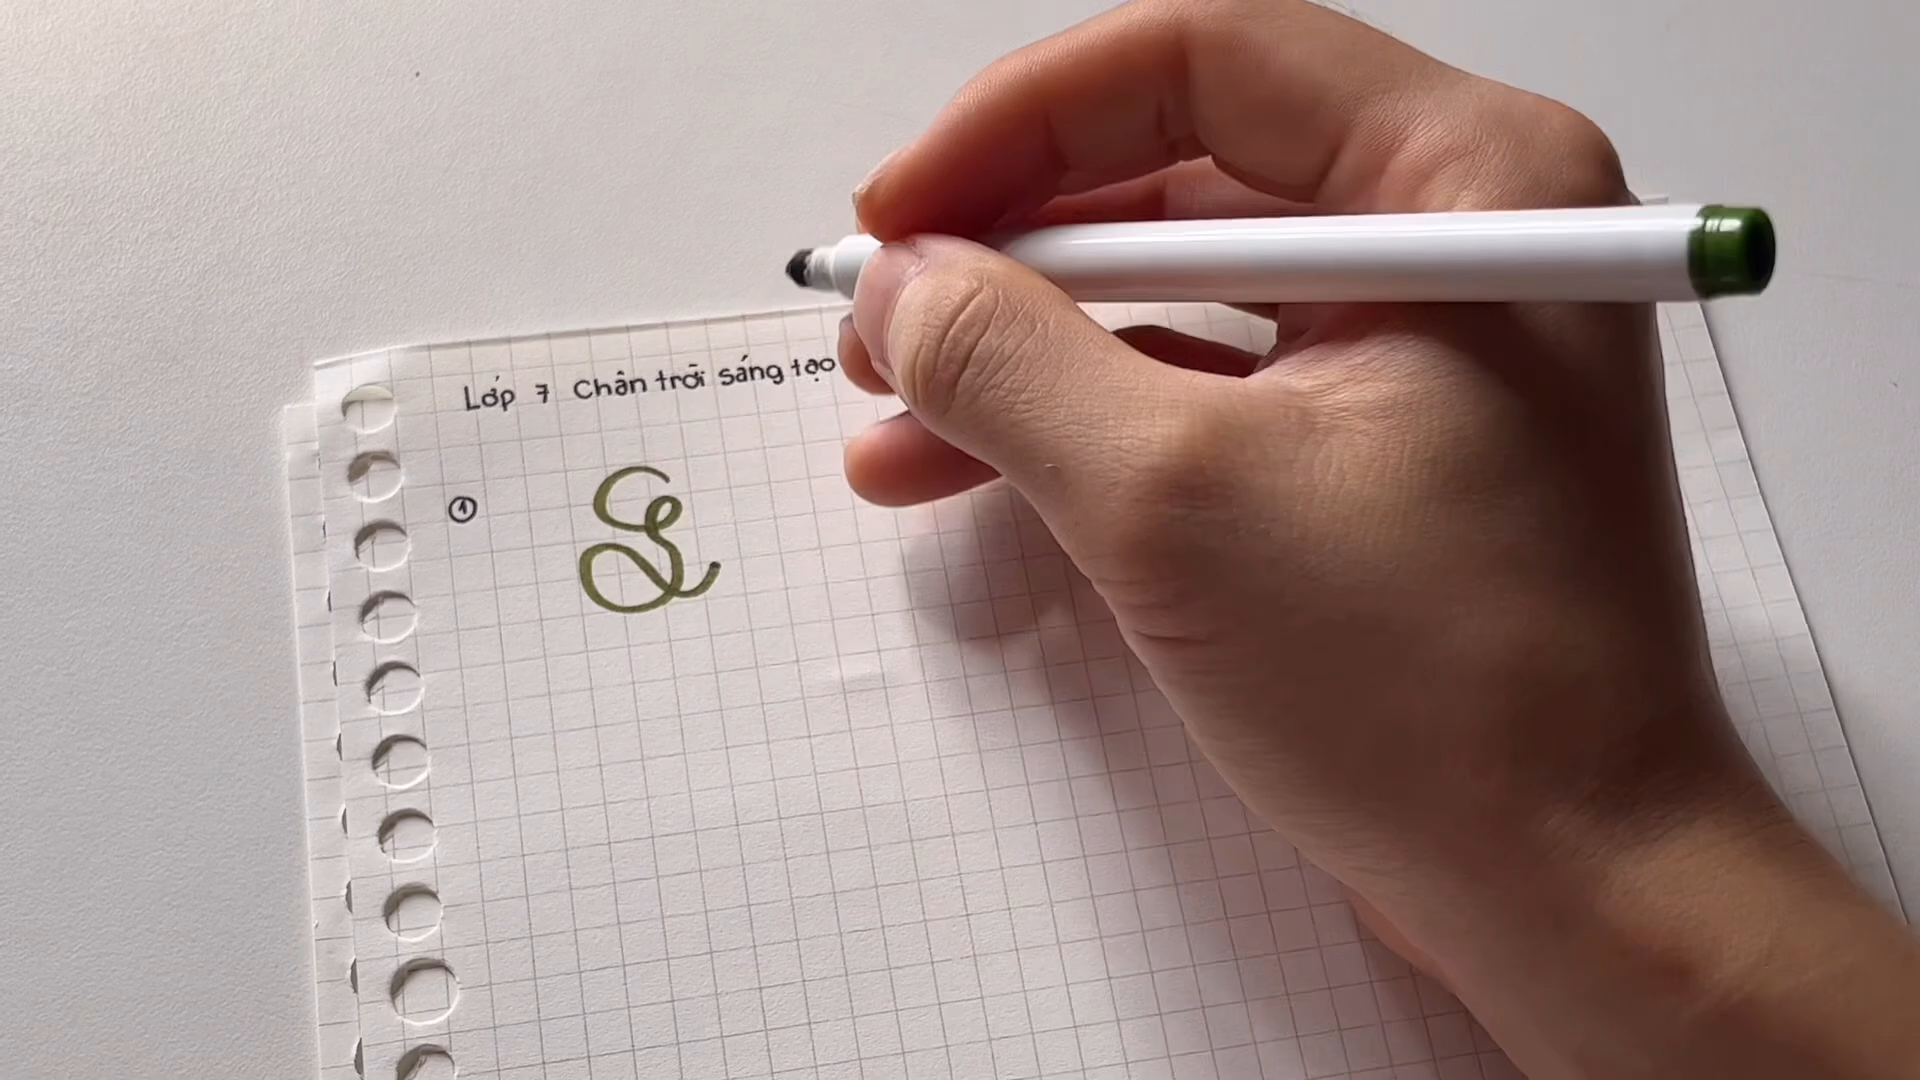 Lớp 7 Chân trời sáng tạo
①